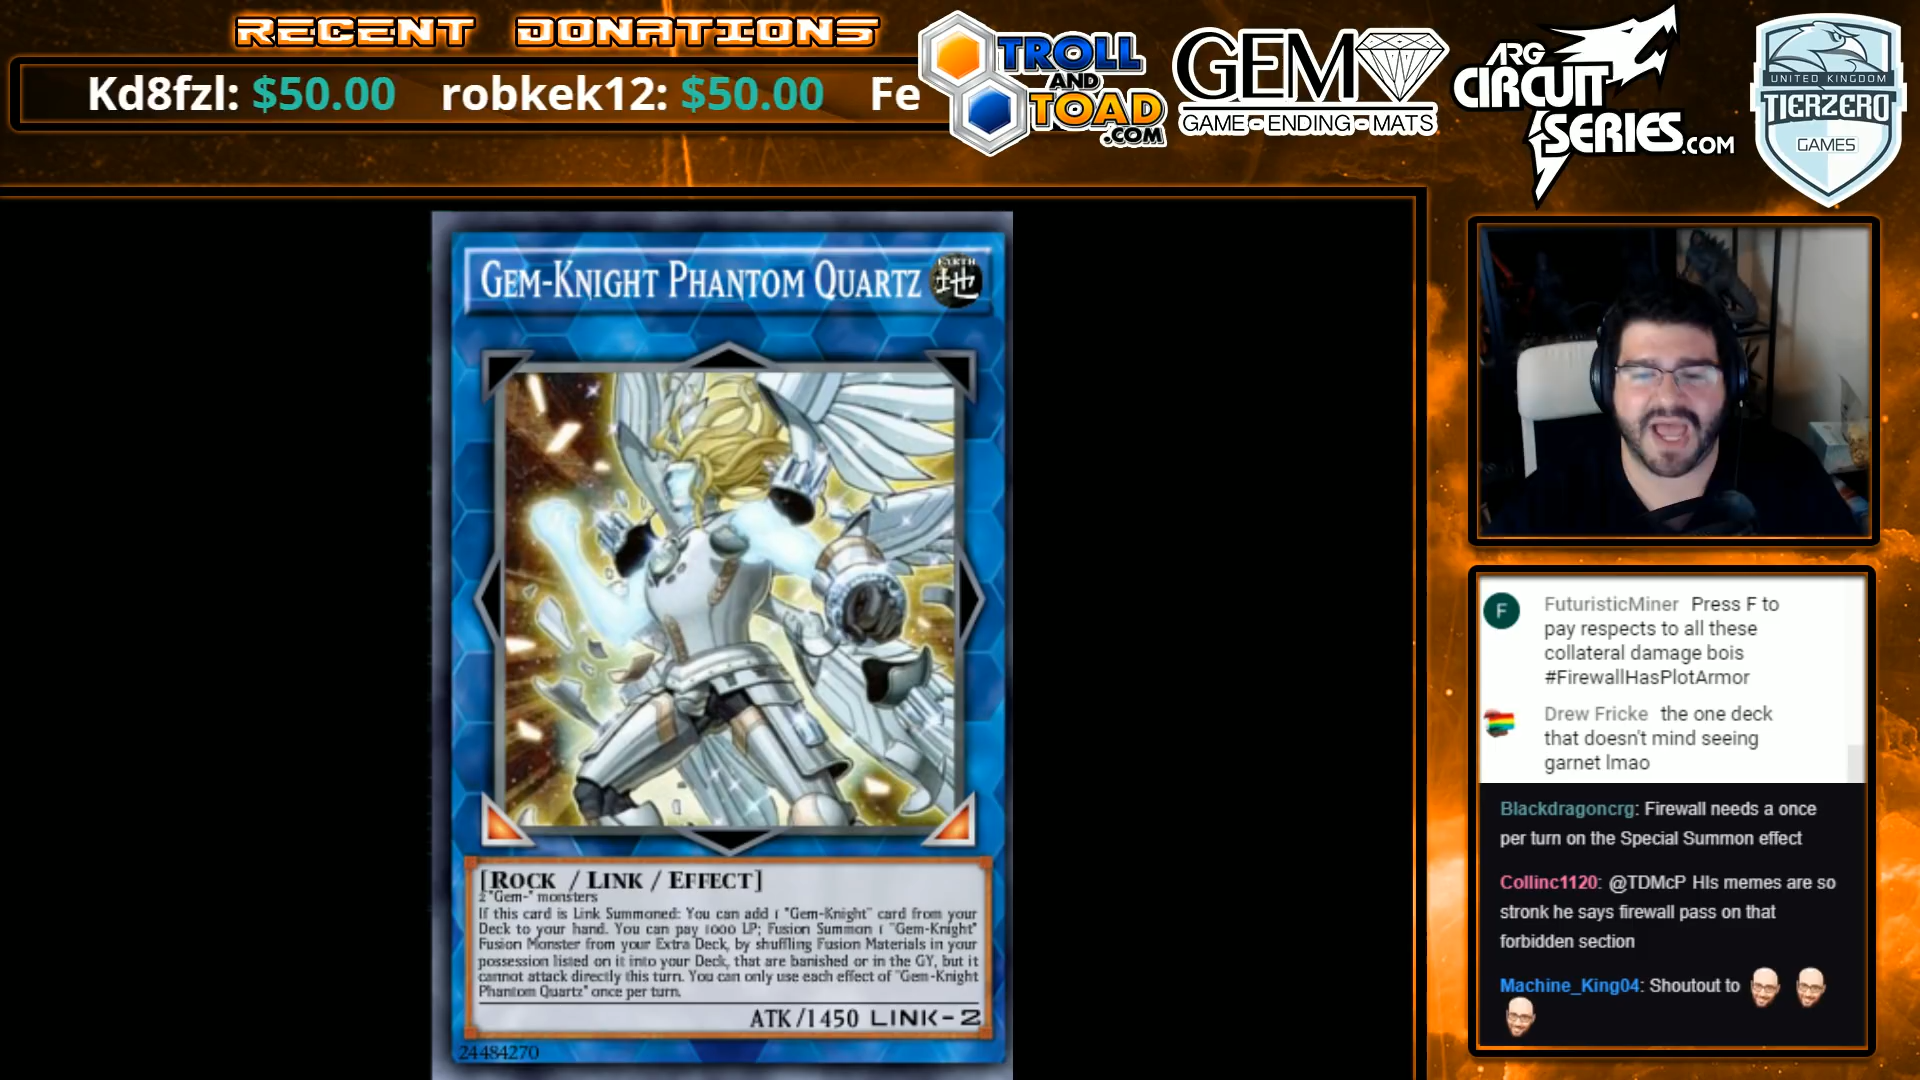 RECENT DONATIONS
Kd8fzl: $50.00 robkek12: $50.00 Fe
TROLL
AND
TOAD
.COM
GEM
GAME - ENDING - MATS
ARG
CIRCUIT
SERIES.COM
UNITED KINGDOM
TIERZERO
GAMES
GEM-KNIGHT PHANTOM QUARTZ
EARTH
地
[ROCK / LINK / EFFECT]
2 "Gem-" monsters
If this card is Link Summoned: You can add 1 "Gem-Knight" card from your
Deck to your hand. You can pay 1000 LP; Fusion Summon 1 "Gem-Knight"
Fusion Monster from your Extra Deck, by shuffling Fusion Materials in your
possession listed on it into your Deck, that are banished or in the GY, but it
cannot attack directly this turn. You can only use each effect of "Gem-Knight
Phantom Quartz" once per turn.
ATK/1450 LINK-2
24484270
F
FuturisticMiner Press F to
pay respects to all these
collateral damage bois
#FirewallHasPlotArmor
Drew Fricke the one deck
that doesn't mind seeing
garnet lmao
Blackdragoncrg: Firewall needs a once
per turn on the Special Summon effect
Collinc1120: @TDMcP HIs memes are so
stronk he says firewall pass on that
forbidden section
Machine_King04: Shoutout to